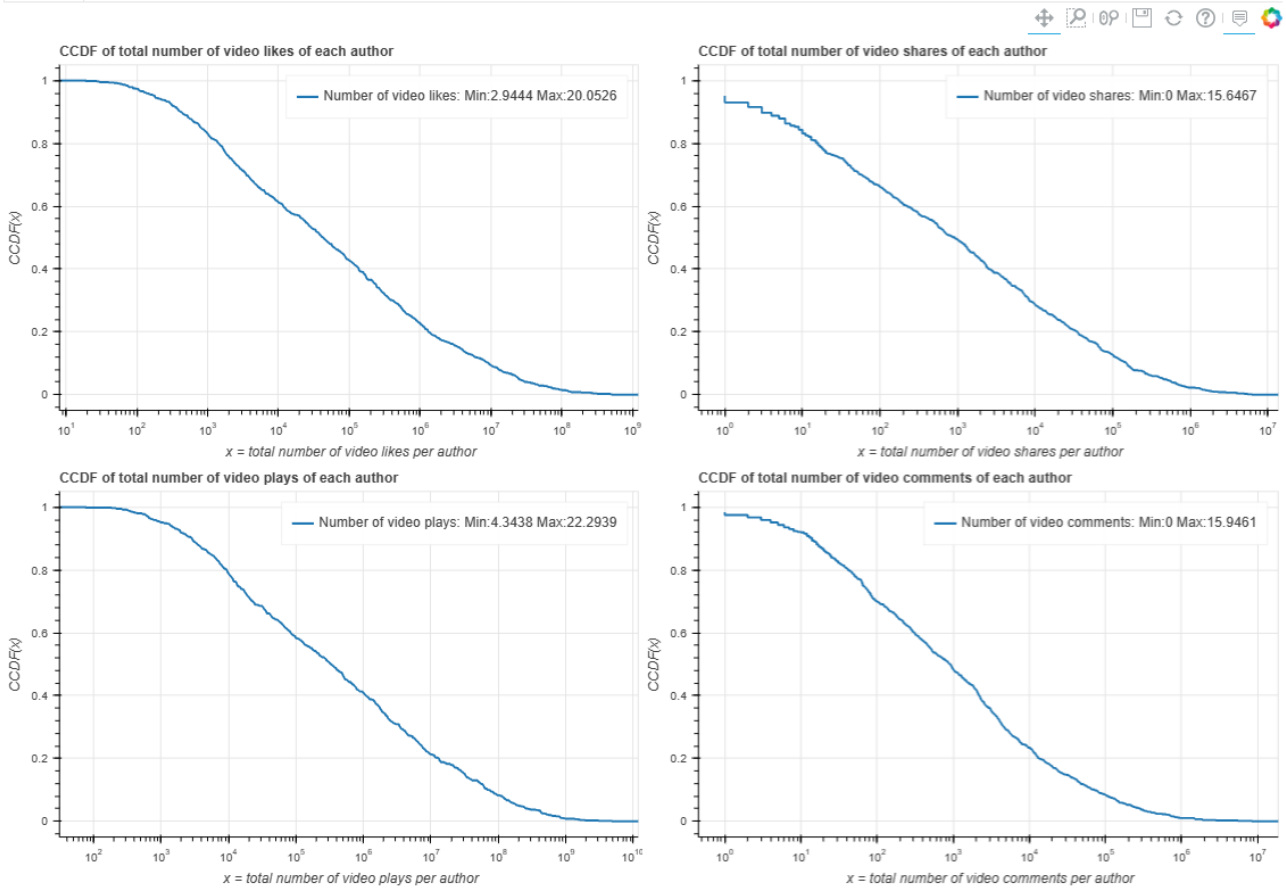 CCDF of total number of video likes of each author
Number of video likes: Min:2.9444 Max:20.0526
CCDF(x)
1
0.8
0.6
0.4
0.2
0
10¹ 10² 10³ 10⁴ 10⁵ 10⁶ 10⁷ 10⁸ 10⁹
x = total number of video likes per author
CCDF of total number of video shares of each author
Number of video shares: Min:0 Max:15.6467
CCDF(x)
1
0.8
0.6
0.4
0.2
0
10⁰ 10¹ 10² 10³ 10⁴ 10⁵ 10⁶ 10⁷
x = total number of video shares per author
CCDF of total number of video plays of each author
Number of video plays: Min:4.3438 Max:22.2939
CCDF(x)
1
0.8
0.6
0.4
0.2
0
10² 10³ 10⁴ 10⁵ 10⁶ 10⁷ 10⁸ 10⁹ 10¹⁰
x = total number of video plays per author
CCDF of total number of video comments of each author
Number of video comments: Min:0 Max:15.9461
CCDF(x)
1
0.8
0.6
0.4
0.2
0
10⁰ 10¹ 10² 10³ 10⁴ 10⁵ 10⁶ 10⁷
x = total number of video comments per author